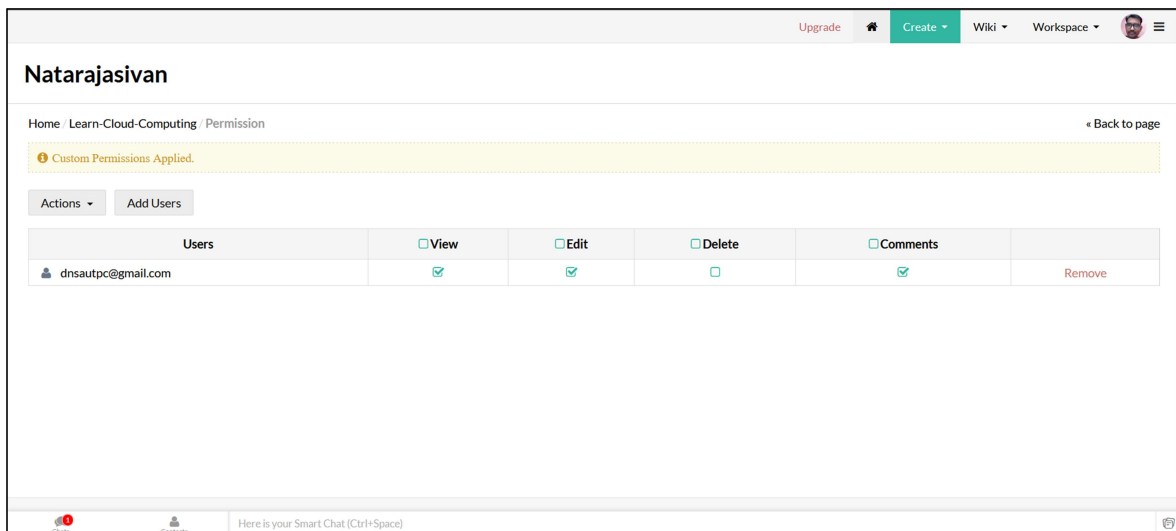 Upgrade Create Wiki Workspace
Natarajasivan
Home / Learn-Cloud-Computing / Permission « Back to page
Custom Permissions Applied.
Actions Add Users
Users View Edit Delete Comments
dnsautpc@gmail.com Remove
1
Here is your Smart Chat (Ctrl+Space)